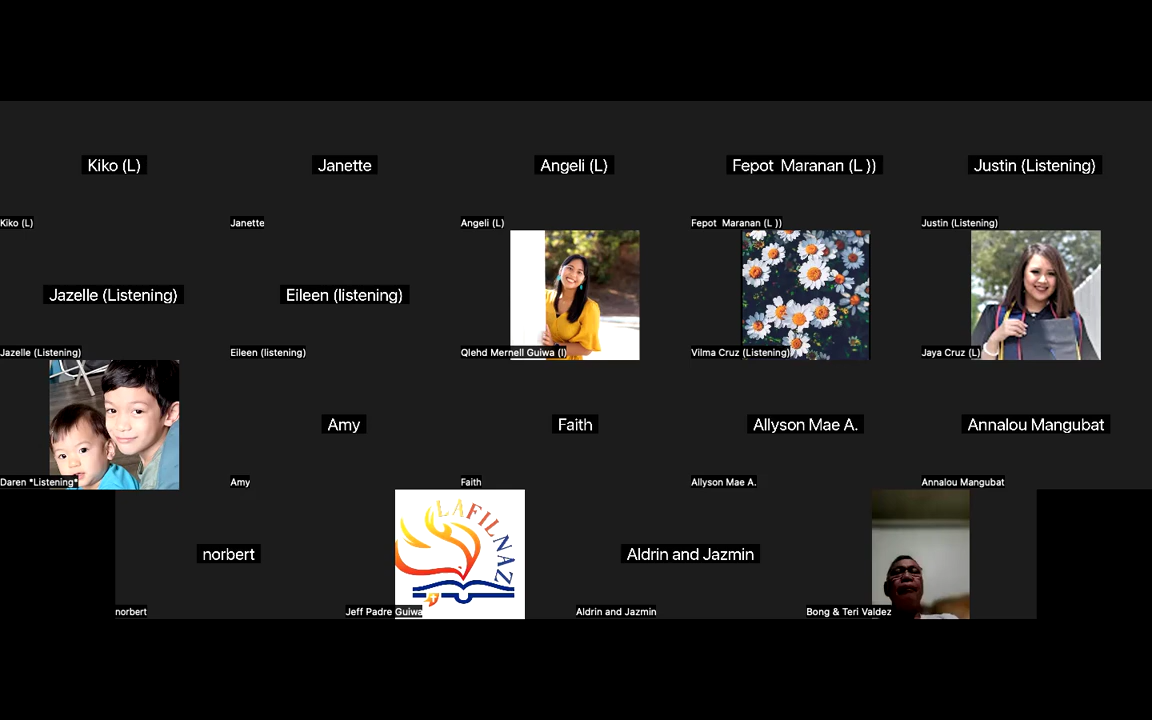 Kiko (L)
Janette
Angeli (L)
Fepot  Maranan (L ))
Justin (Listening)
Kiko (L)
Janette
Angeli (L)
Fepot  Maranan (L ))
Justin (Listening)
Jazelle (Listening)
Eileen (listening)
Jazelle (Listening)
Eileen (listening)
Qlehd Mernell Guiwa (l)
Vilma Cruz (Listening)
Jaya Cruz (L)
Amy
Faith
Allyson Mae A.
Annalou Mangubat
Daren *Listening*
Amy
Faith
Allyson Mae A.
Annalou Mangubat
norbert
LAFILNAZ
Aldrin and Jazmin
norbert
Jeff Padre Guiwa
Aldrin and Jazmin
Bong & Teri Valdez